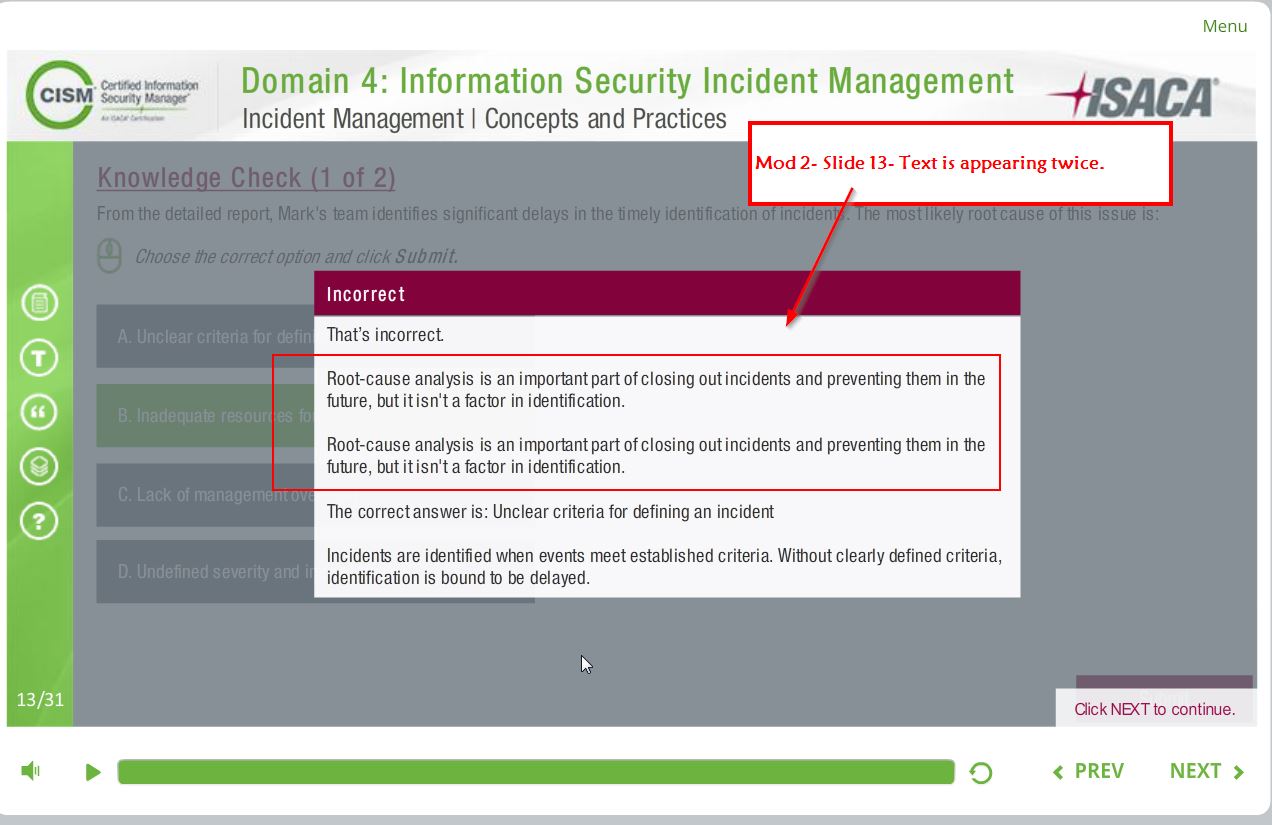 Menu
CISM
Certified Information
Security Manager®
An ISACA® Certification
Domain 4: Information Security Incident Management
Incident Management | Concepts and Practices
ISACA®
Mod 2- Slide 13- Text is appearing twice.
Knowledge Check (1 of 2)
From the detailed report, Mark's team identifies significant delays in the timely identification of incidents. The most likely root cause of this issue is:
Choose the correct option and click Submit.
Incorrect
A. Unclear criteria for defin
That's incorrect.
Root-cause analysis is an important part of closing out incidents and preventing them in the
future, but it isn't a factor in identification.
B. Inadequate resources fo
Root-cause analysis is an important part of closing out incidents and preventing them in the
future, but it isn't a factor in identification.
C. Lack of management ove
The correct answer is: Unclear criteria for defining an incident
Incidents are identified when events meet established criteria. Without clearly defined criteria,
identification is bound to be delayed.
D. Undefined severity and in
13/31
Click NEXT to continue.
PREV
NEXT